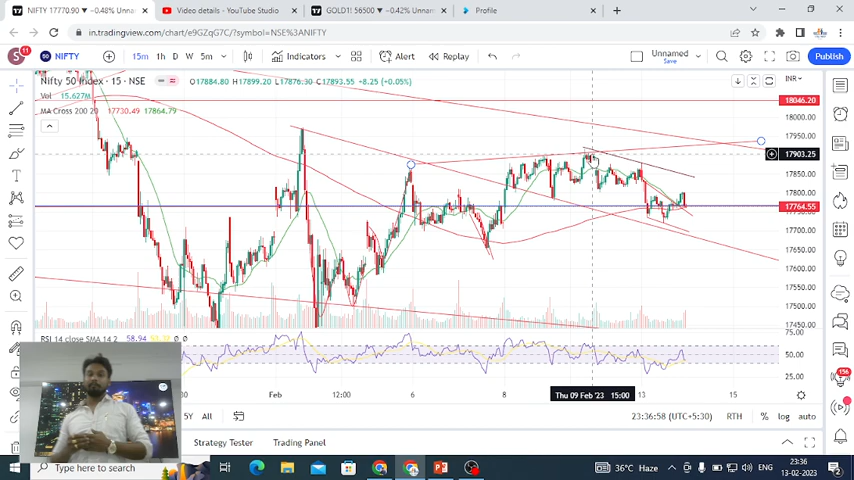 NIFTY 17770.90 ▼ −0.48% Unnam
Video details - YouTube Studio
GOLD1! 56500 ▼ −0.42% Unnam
Profile
in.tradingview.com/chart/e9GZqG7C/?symbol=NSE%3ANIFTY
S 11 NIFTY 15m 1h D W 5m Indicators Alert Replay Unnamed Save Publish
Nifty 50 Index · 15 · NSE O17884.80 H17899.20 L17876.30 C17893.55 +8.25 (+0.05%)
INR
Vol 15.627M
MA Cross 200 20 17730.49 17864.79
18046.20
18000.00
17950.00
17903.25
17850.00
17800.00
17764.55
17700.00
17650.00
17600.00
17550.00
17500.00
17450.00
RSI 14 close SMA 14 2 58.94
75.00
50.00
25.00
30 Feb 12:00 6 8 Thu 09 Feb '23 15:00 13 15
5Y All 23:36:58 (UTC+5:30) RTH % log auto
Strategy Tester Trading Panel
156
Type here to search
36°C Haze
ENG
23:36
13-02-2023